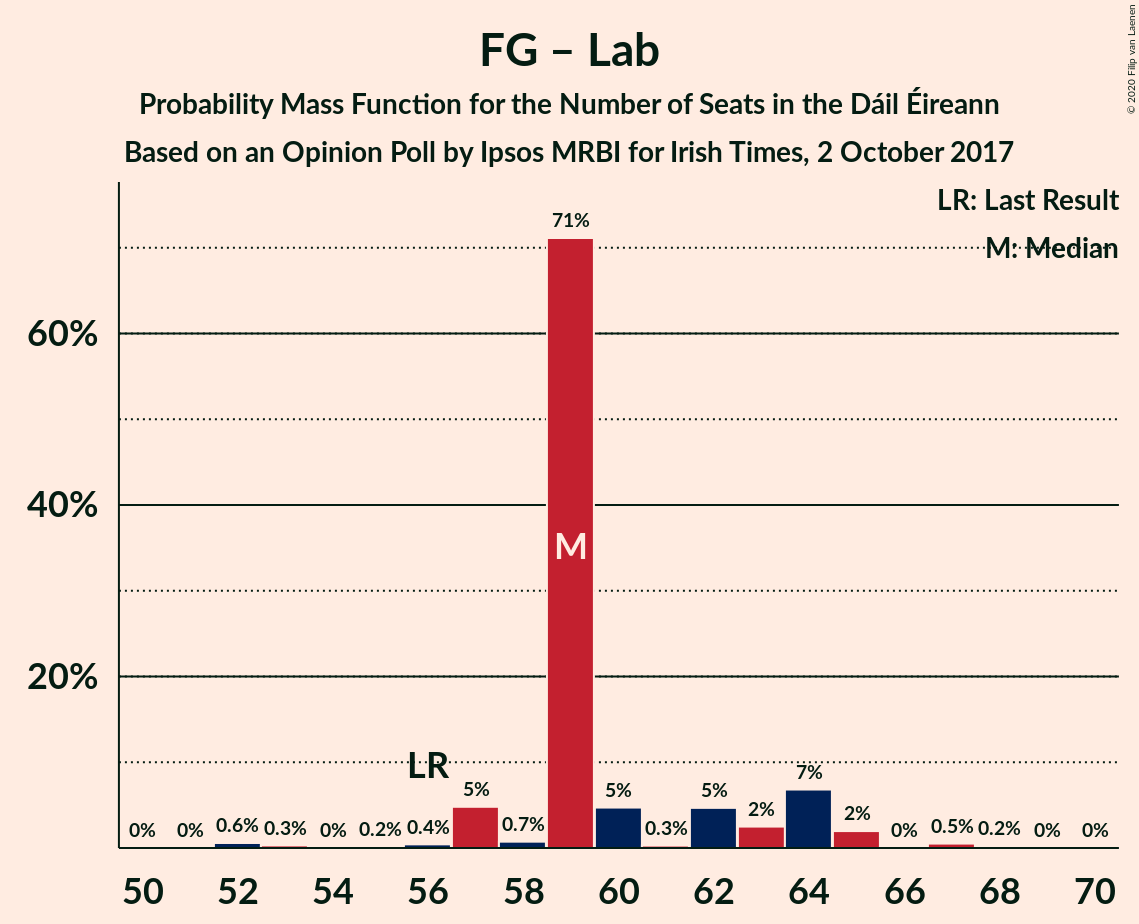 FG – Lab
Probability Mass Function for the Number of Seats in the Dáil Éireann
Based on an Opinion Poll by Ipsos MRBI for Irish Times, 2 October 2017
© 2020 Filip van Laenen
LR: Last Result
M: Median
60%
40%
20%
LR
M
0%
0%
0.6%
0.3%
0%
0.2%
0.4%
5%
0.7%
71%
5%
0.3%
5%
2%
7%
2%
0%
0.5%
0.2%
0%
0%
50 52 54 56 58 60 62 64 66 68 70